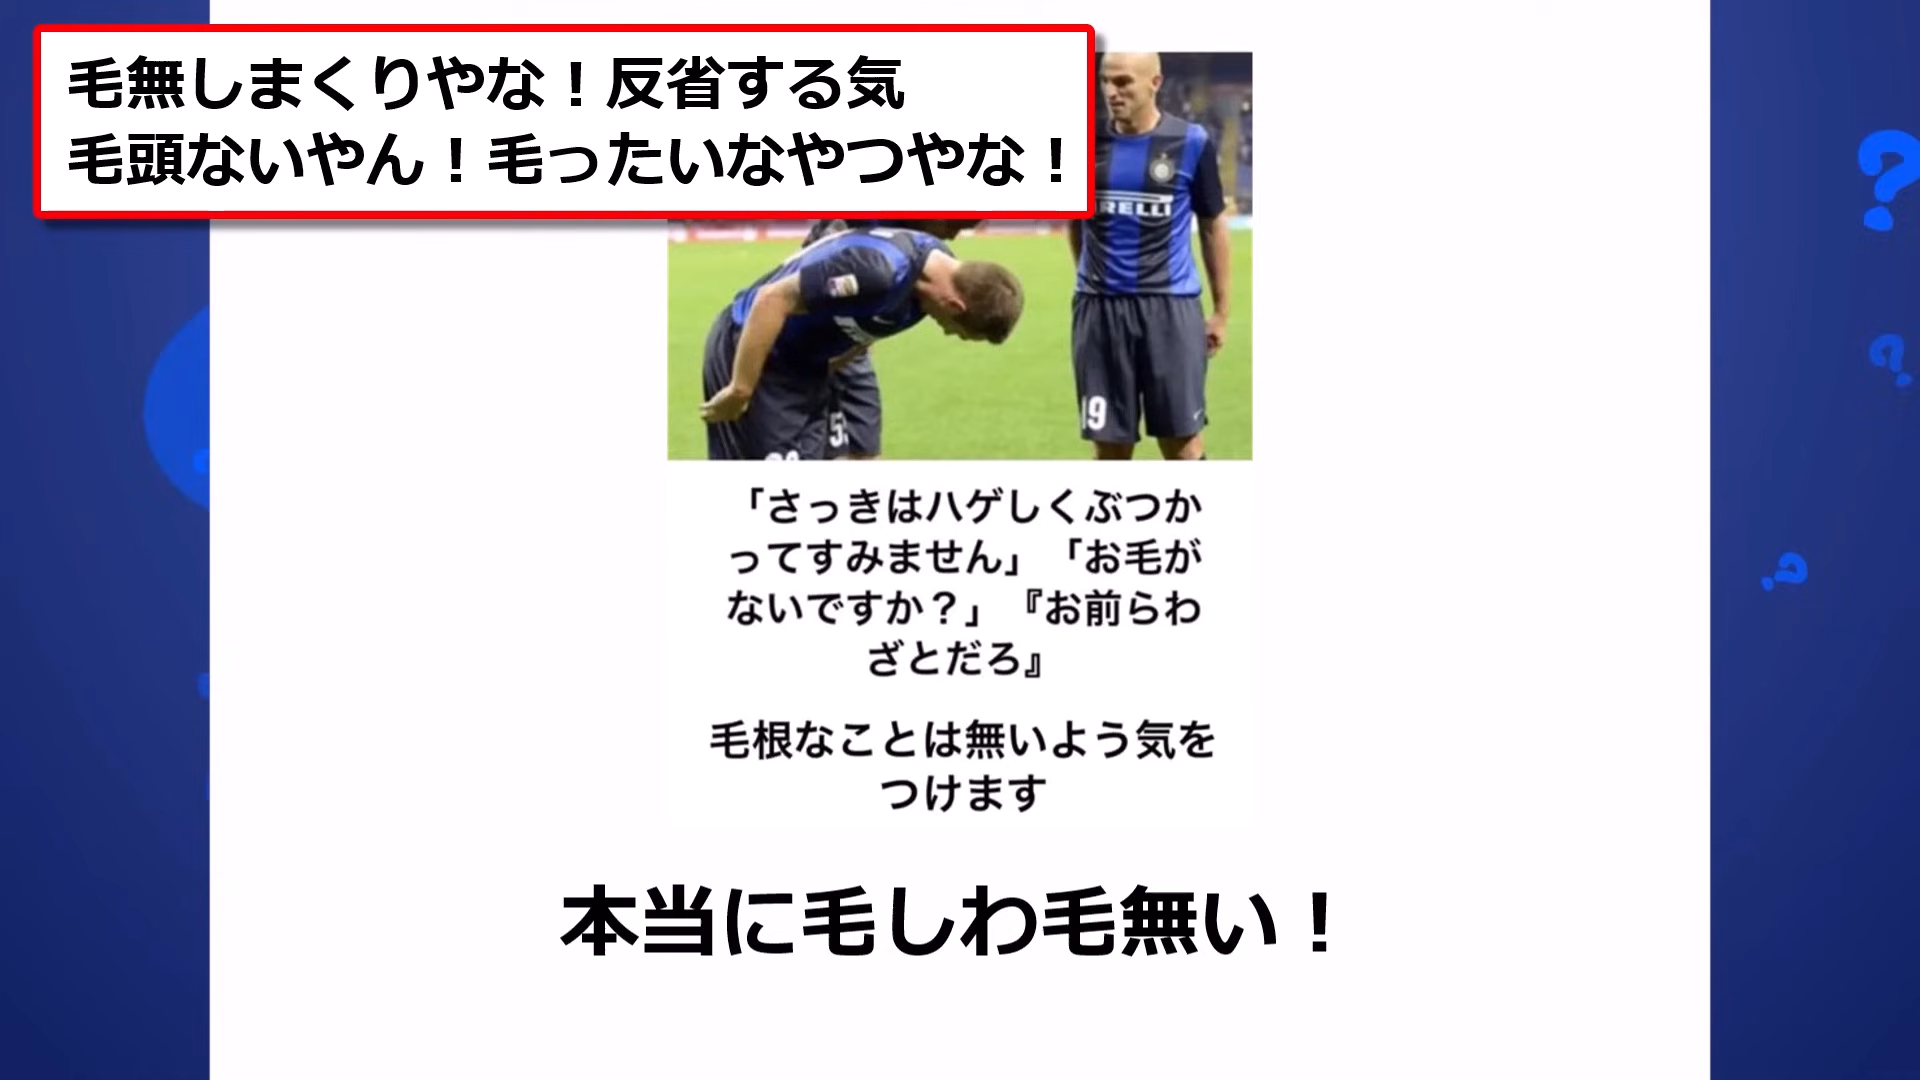 毛無しまくりやな！反省する気
毛頭ないやん！毛ったいなやつやな！
RELLI
19
「さっきはハゲしくぶつか
ってすみません」「お毛が
ないですか？」『お前らわ
ざとだろ』
毛根なことは無いよう気を
つけます
本当に毛しわ毛無い！